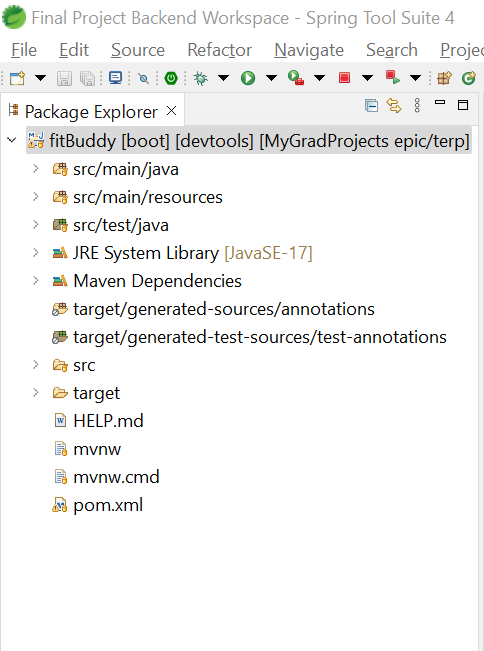 Final Project Backend Workspace - Spring Tool Suite 4
File Edit Source Refactor Navigate Search Projec
Package Explorer
fitBuddy [boot] [devtools] [MyGradProjects epic/terp]
src/main/java
src/main/resources
src/test/java
JRE System Library [JavaSE-17]
Maven Dependencies
target/generated-sources/annotations
target/generated-test-sources/test-annotations
src
target
HELP.md
mvnw
mvnw.cmd
pom.xml